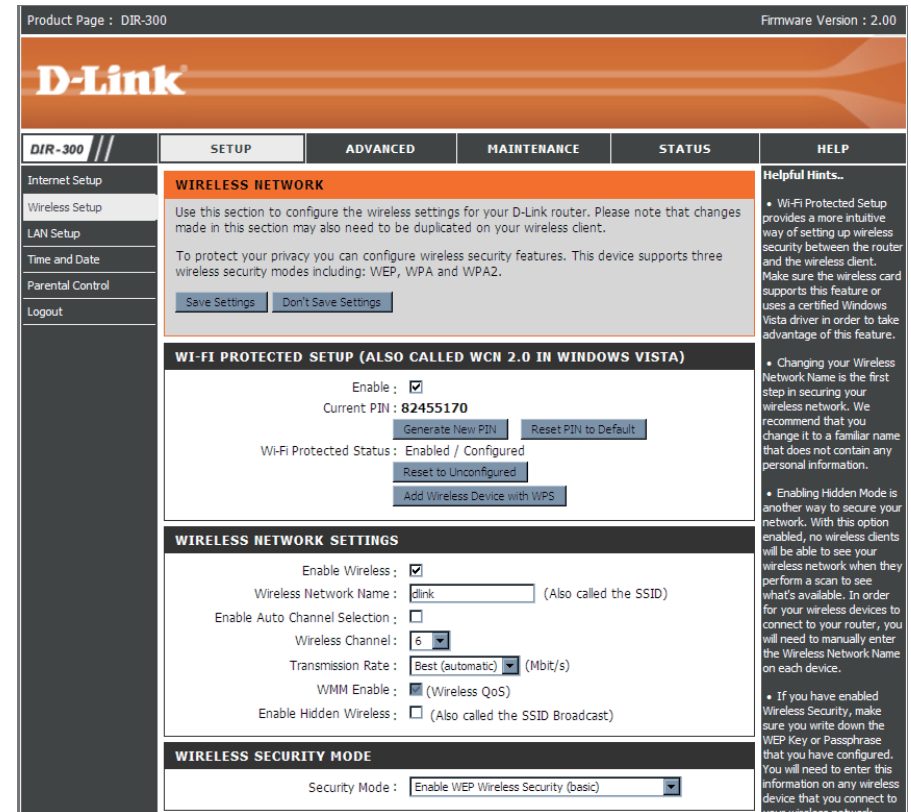 Product Page : DIR-300
Firmware Version : 2.00
D-Link
DIR-300
SETUP
ADVANCED
MAINTENANCE
STATUS
HELP
Internet Setup
Wireless Setup
LAN Setup
Time and Date
Parental Control
Logout
WIRELESS NETWORK
Use this section to configure the wireless settings for your D-Link router. Please note that changes
made in this section may also need to be duplicated on your wireless client.
To protect your privacy you can configure wireless security features. This device supports three
wireless security modes including: WEP, WPA and WPA2.
Save Settings
Don't Save Settings
WI-FI PROTECTED SETUP (ALSO CALLED WCN 2.0 IN WINDOWS VISTA)
Enable :
Current PIN : 82455170
Generate New PIN
Reset PIN to Default
Wi-Fi Protected Status : Enabled / Configured
Reset to Unconfigured
Add Wireless Device with WPS
WIRELESS NETWORK SETTINGS
Enable Wireless :
Wireless Network Name : dlink (Also called the SSID)
Enable Auto Channel Selection :
Wireless Channel : 6
Transmission Rate : Best (automatic) (Mbit/s)
WMM Enable : (Wireless QoS)
Enable Hidden Wireless : (Also called the SSID Broadcast)
WIRELESS SECURITY MODE
Security Mode : Enable WEP Wireless Security (basic)
Helpful Hints..
• Wi-Fi Protected Setup
provides a more intuitive
way of setting up wireless
security between the router
and the wireless client.
Make sure the wireless card
supports this feature or
uses a certified Windows
Vista driver in order to take
advantage of this feature.
• Changing your Wireless
Network Name is the first
step in securing your
wireless network. We
recommend that you
change it to a familiar name
that does not contain any
personal information.
• Enabling Hidden Mode is
another way to secure your
network. With this option
enabled, no wireless clients
will be able to see your
wireless network when they
perform a scan to see
what's available. In order
for your wireless devices to
connect to your router, you
will need to manually enter
the Wireless Network Name
on each device.
• If you have enabled
Wireless Security, make
sure you write down the
WEP Key or Passphrase
that you have configured.
You will need to enter this
information on any wireless
device that you connect to
your wireless network.